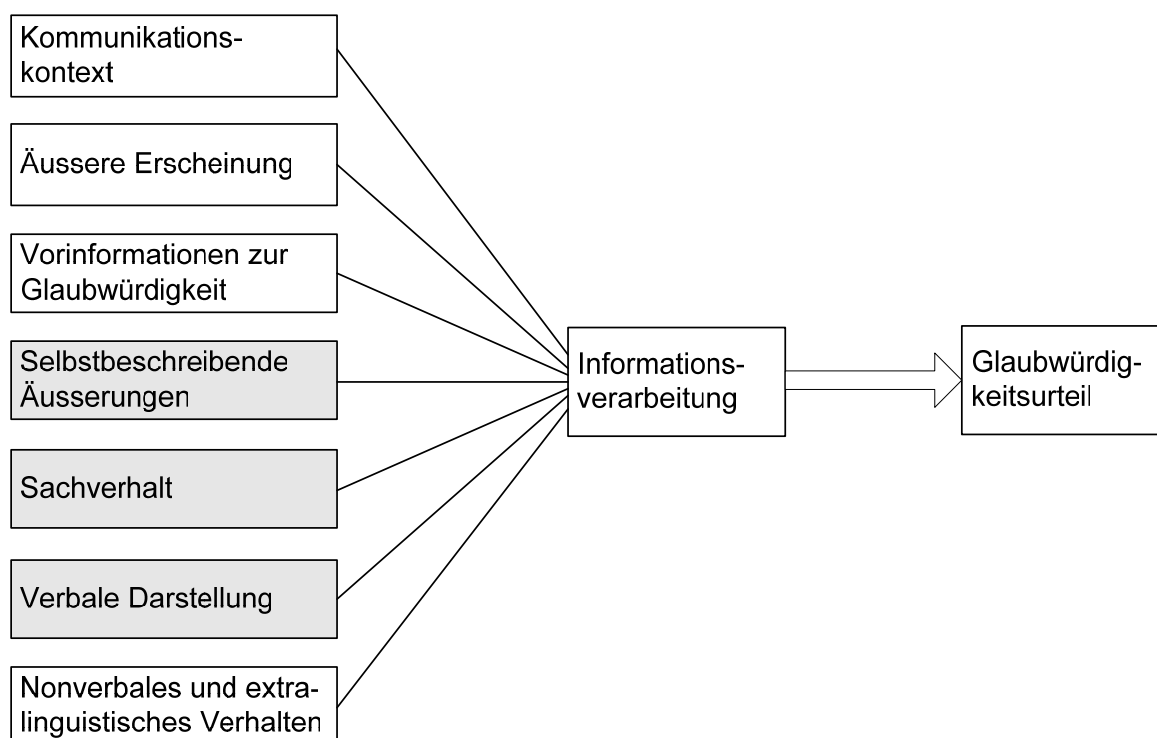 Kommunikations-
kontext
Äussere Erscheinung
Vorinformationen zur
Glaubwürdigkeit
Selbstbeschreibende
Äusserungen
Sachverhalt
Verbale Darstellung
Nonverbales und extra-
linguistisches Verhalten
Informations-
verarbeitung
Glaubwürdig-
keitsurteil